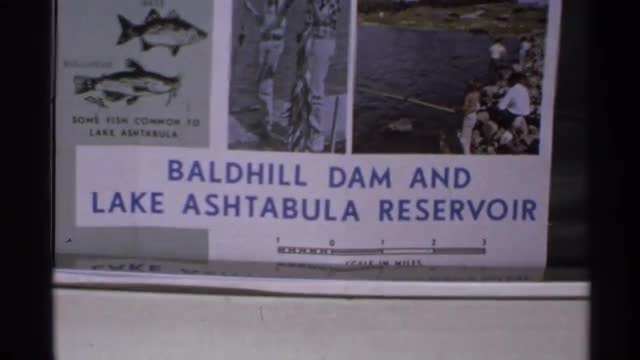 BULLHEAD
SOME FISH COMMON TO
LAKE ASHTABULA
BALDHILL DAM AND
LAKE ASHTABULA RESERVOIR
1 0 1 2 3
SCALE IN MILES